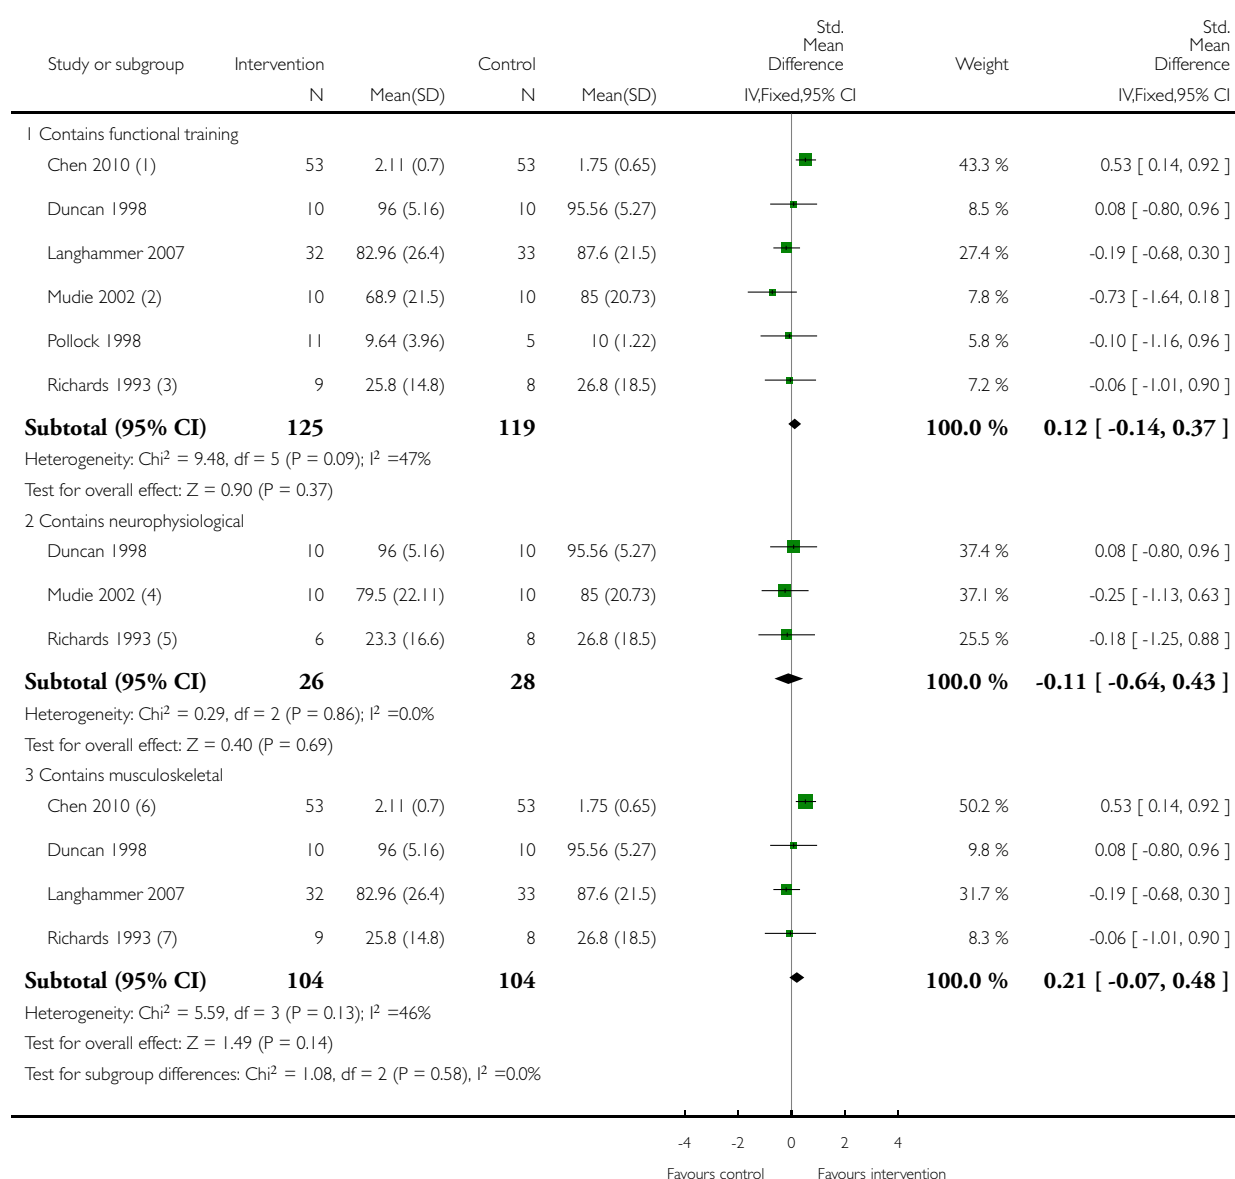 Std. Mean Difference Std. Mean Difference
Study or subgroup Intervention Control Weight
N Mean(SD) N Mean(SD) IV,Fixed,95% CI IV,Fixed,95% CI
1 Contains functional training
Chen 2010 (1) 53 2.11 (0.7) 53 1.75 (0.65) 43.3 % 0.53 [ 0.14, 0.92 ]
Duncan 1998 10 96 (5.16) 10 95.56 (5.27) 8.5 % 0.08 [ -0.80, 0.96 ]
Langhammer 2007 32 82.96 (26.4) 33 87.6 (21.5) 27.4 % -0.19 [ -0.68, 0.30 ]
Mudie 2002 (2) 10 68.9 (21.5) 10 85 (20.73) 7.8 % -0.73 [ -1.64, 0.18 ]
Pollock 1998 11 9.64 (3.96) 5 10 (1.22) 5.8 % -0.10 [ -1.16, 0.96 ]
Richards 1993 (3) 9 25.8 (14.8) 8 26.8 (18.5) 7.2 % -0.06 [ -1.01, 0.90 ]
Subtotal (95% CI) 125 119 100.0 % 0.12 [ -0.14, 0.37 ]
Heterogeneity: Chi² = 9.48, df = 5 (P = 0.09); I² =47%
Test for overall effect: Z = 0.90 (P = 0.37)
2 Contains neurophysiological
Duncan 1998 10 96 (5.16) 10 95.56 (5.27) 37.4 % 0.08 [ -0.80, 0.96 ]
Mudie 2002 (4) 10 79.5 (22.11) 10 85 (20.73) 37.1 % -0.25 [ -1.13, 0.63 ]
Richards 1993 (5) 6 23.3 (16.6) 8 26.8 (18.5) 25.5 % -0.18 [ -1.25, 0.88 ]
Subtotal (95% CI) 26 28 100.0 % -0.11 [ -0.64, 0.43 ]
Heterogeneity: Chi² = 0.29, df = 2 (P = 0.86); I² =0.0%
Test for overall effect: Z = 0.40 (P = 0.69)
3 Contains musculoskeletal
Chen 2010 (6) 53 2.11 (0.7) 53 1.75 (0.65) 50.2 % 0.53 [ 0.14, 0.92 ]
Duncan 1998 10 96 (5.16) 10 95.56 (5.27) 9.8 % 0.08 [ -0.80, 0.96 ]
Langhammer 2007 32 82.96 (26.4) 33 87.6 (21.5) 31.7 % -0.19 [ -0.68, 0.30 ]
Richards 1993 (7) 9 25.8 (14.8) 8 26.8 (18.5) 8.3 % -0.06 [ -1.01, 0.90 ]
Subtotal (95% CI) 104 104 100.0 % 0.21 [ -0.07, 0.48 ]
Heterogeneity: Chi² = 5.59, df = 3 (P = 0.13); I² =46%
Test for overall effect: Z = 1.49 (P = 0.14)
Test for subgroup differences: Chi² = 1.08, df = 2 (P = 0.58), I² =0.0%
-4 -2 0 2 4
Favours control Favours intervention